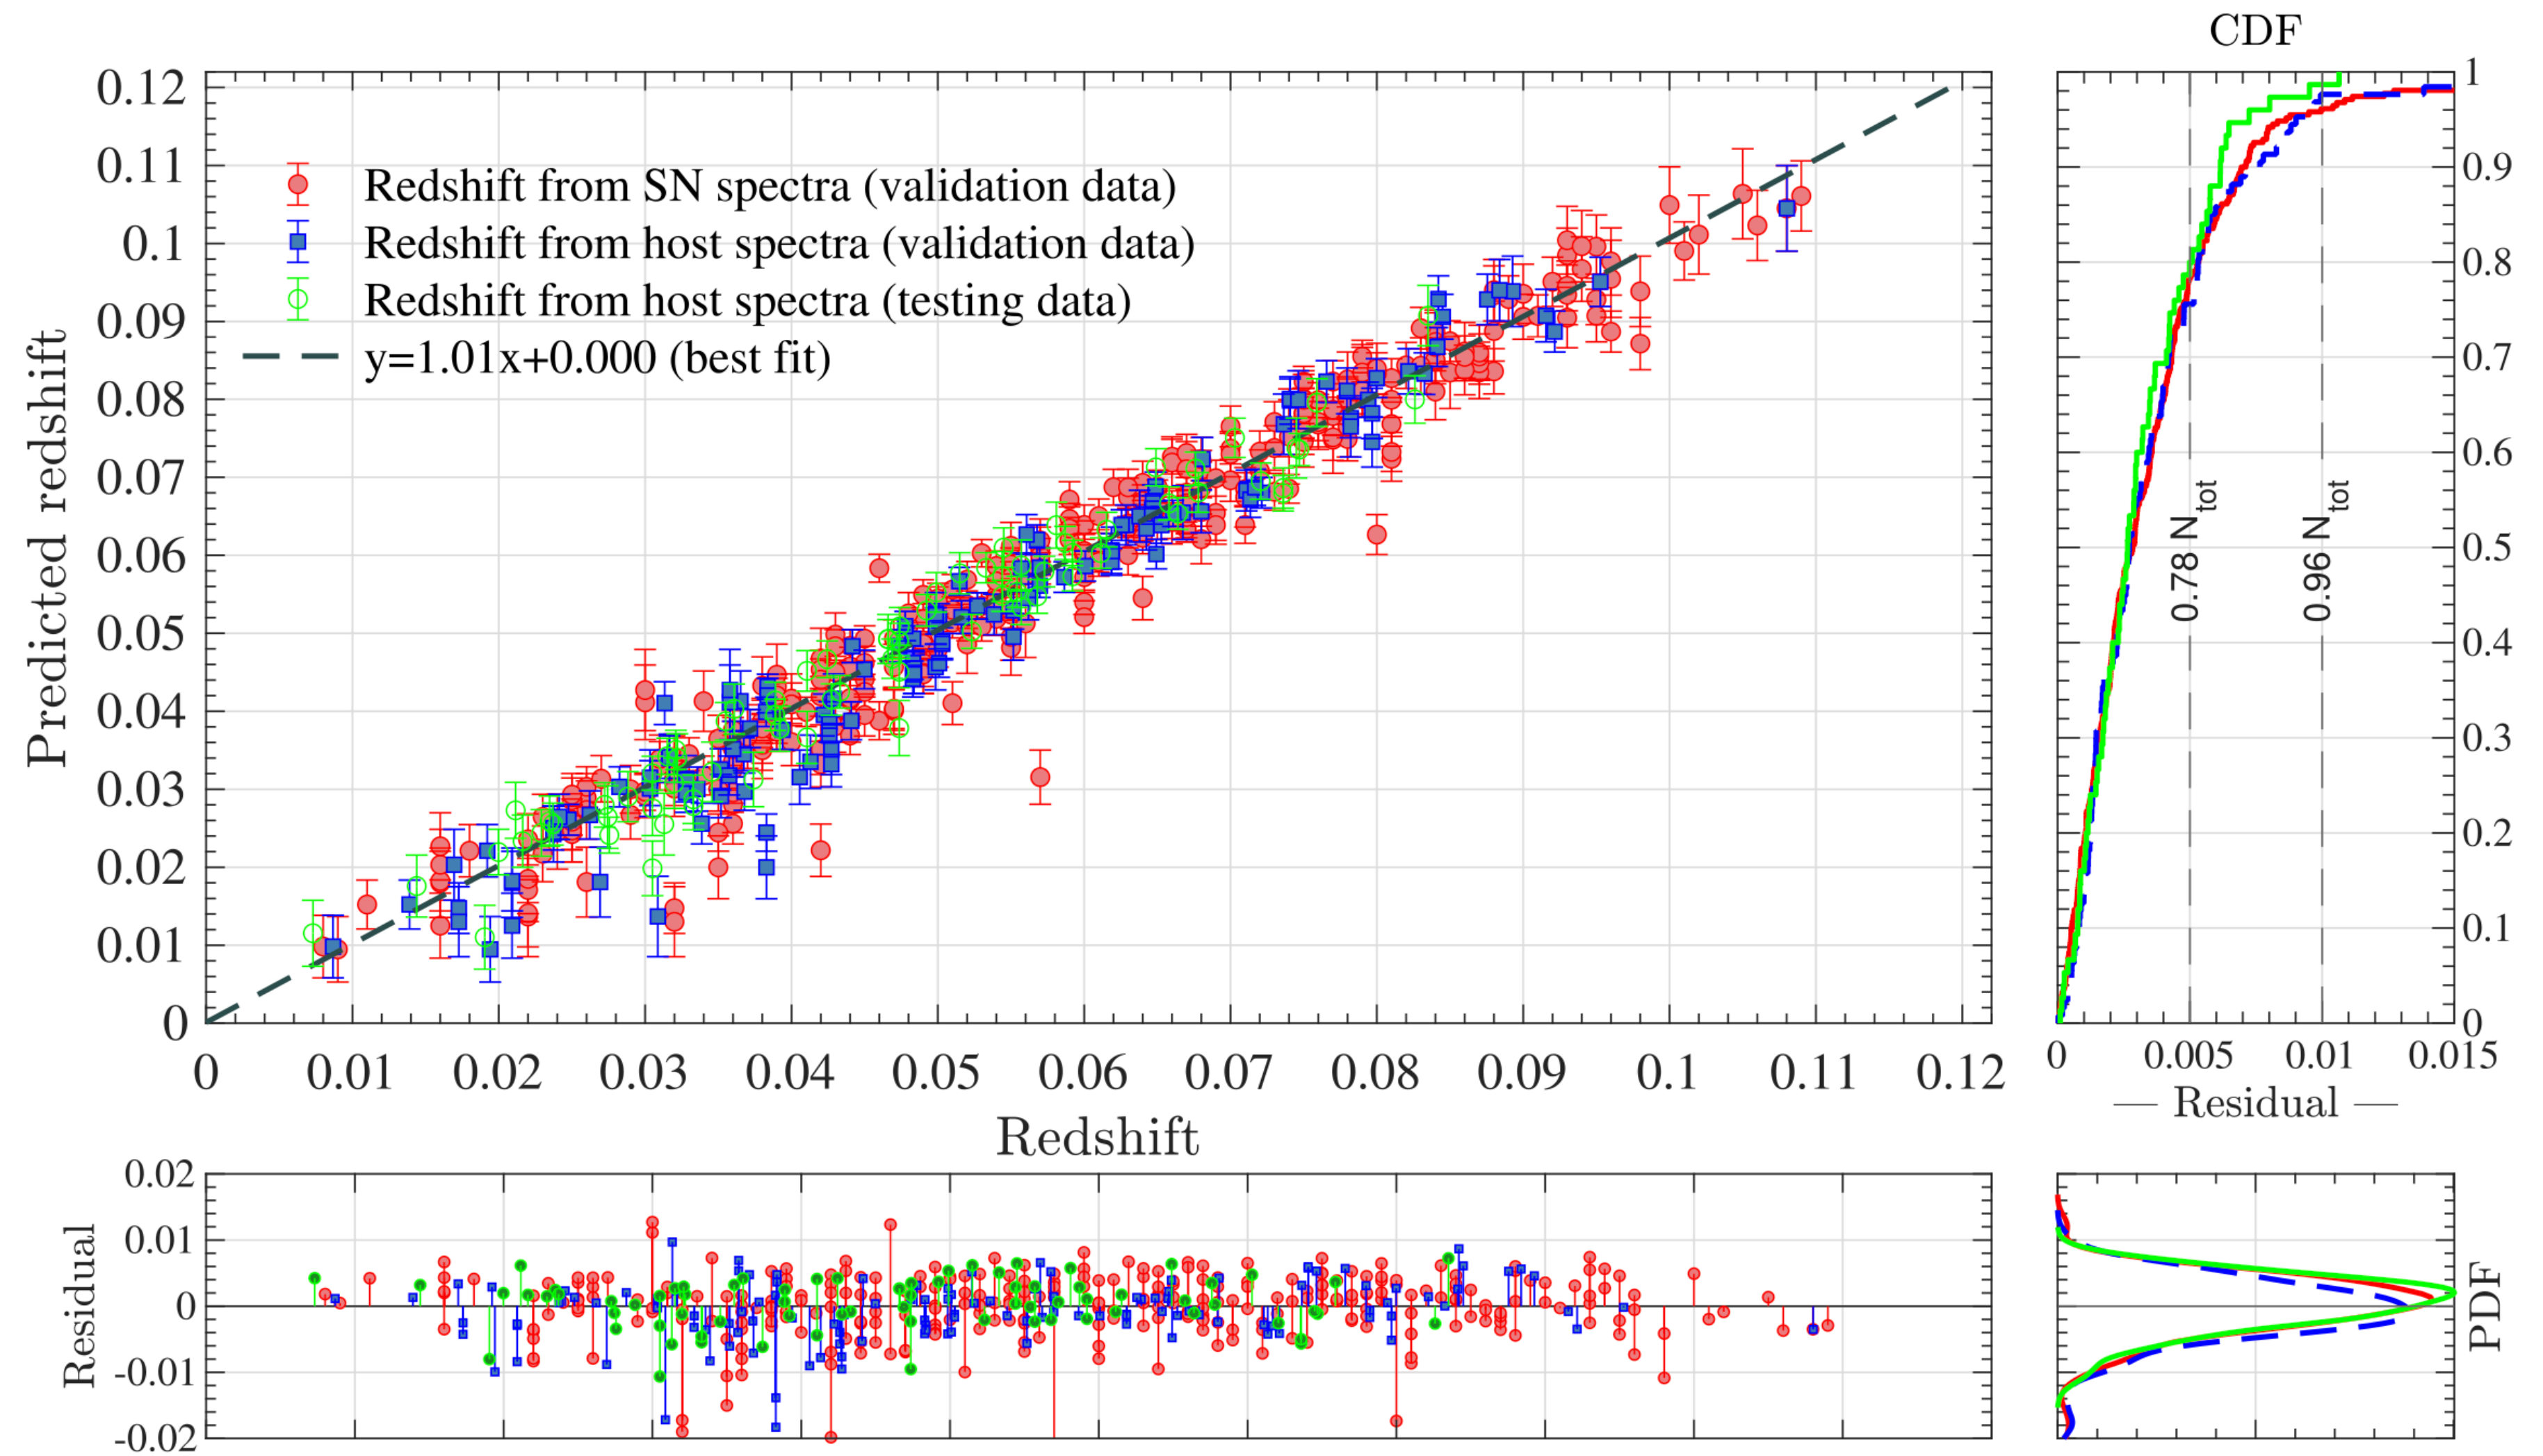 CDF
0.12
0.11
0.1
0.09
0.08
0.07
0.06
0.05
0.04
0.03
0.02
0.01
0
Predicted redshift
Redshift from SN spectra (validation data)
Redshift from host spectra (validation data)
Redshift from host spectra (testing data)
y=1.01x+0.000 (best fit)
0 0.01 0.02 0.03 0.04 0.05 0.06 0.07 0.08 0.09 0.1 0.11 0.12
Redshift
0.78 Ntot
0.96 Ntot
1
0.9
0.8
0.7
0.6
0.5
0.4
0.3
0.2
0.1
0
0 0.005 0.01 0.015
— Residual —
0.02
0.01
0
-0.01
-0.02
Residual
PDF